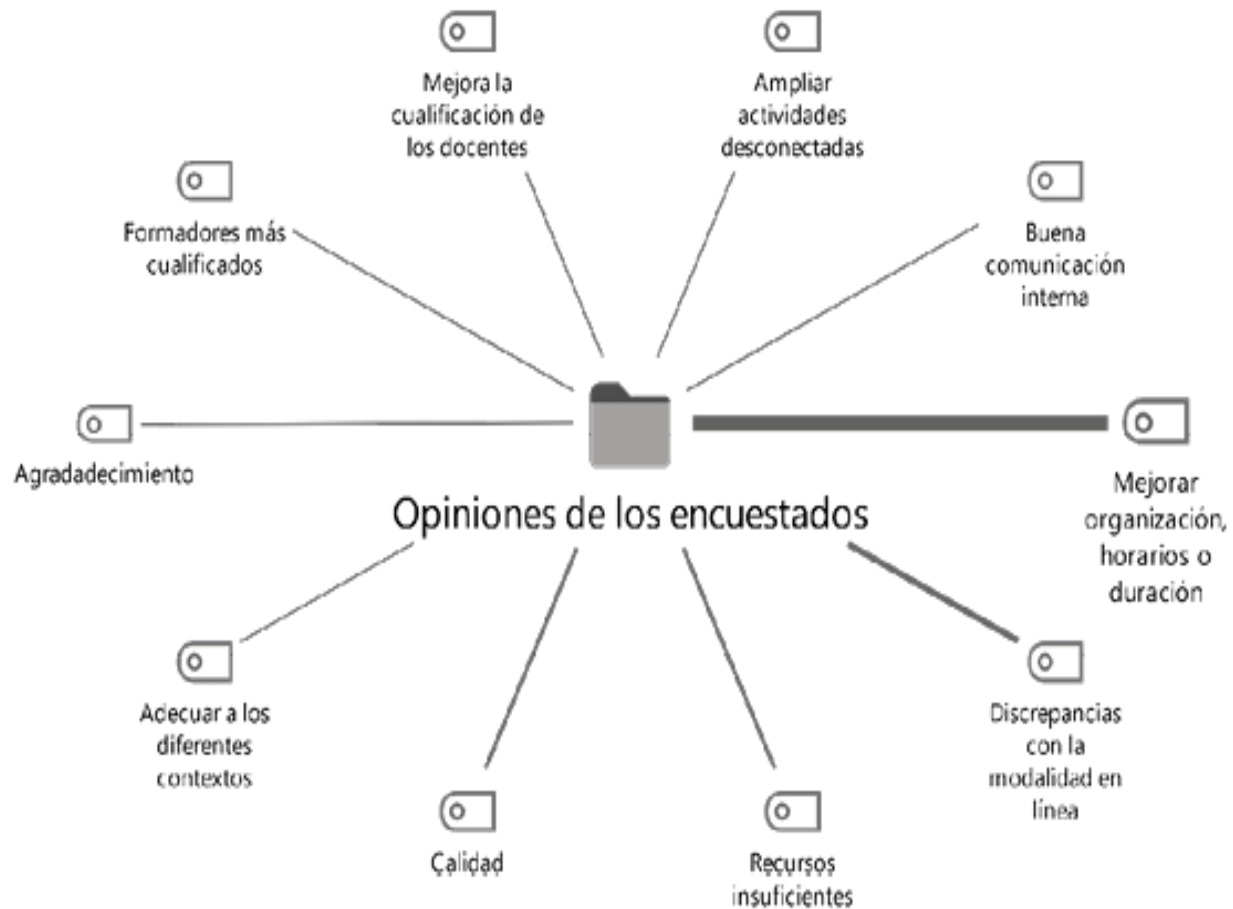 Mejora la
cualificación de
los docentes
Ampliar
actividades
desconectadas
Formadores más
cualificados
Buena
comunicación
interna
Agradadecimiento
Opiniones de los encuestados
Mejorar
organización,
horarios o
duración
Adecuar a los
diferentes
contextos
Discrepancias
con la
modalidad en
línea
Calidad
Recursos
insuficientes